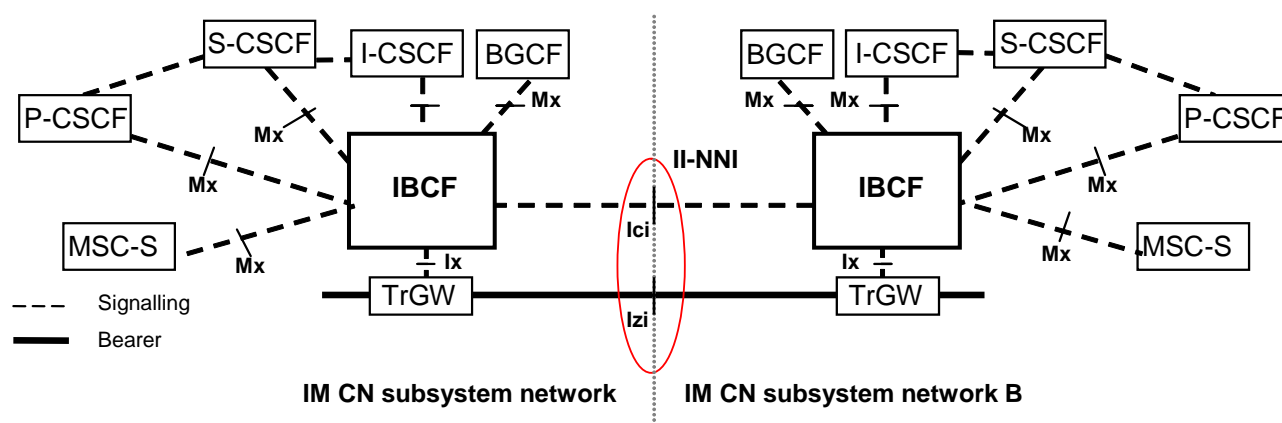 S-CSCF
I-CSCF
BGCF
BGCF
I-CSCF
S-CSCF
P-CSCF
Mx
Mx
Mx
Mx
Mx
P-CSCF
Mx
IBCF
II-NNI
IBCF
Mx
Mx
MSC-S
Mx
Ici
Mx
MSC-S
Ix
Ix
TrGW
TrGW
Signalling
Izi
Bearer
IM CN subsystem network
IM CN subsystem network B